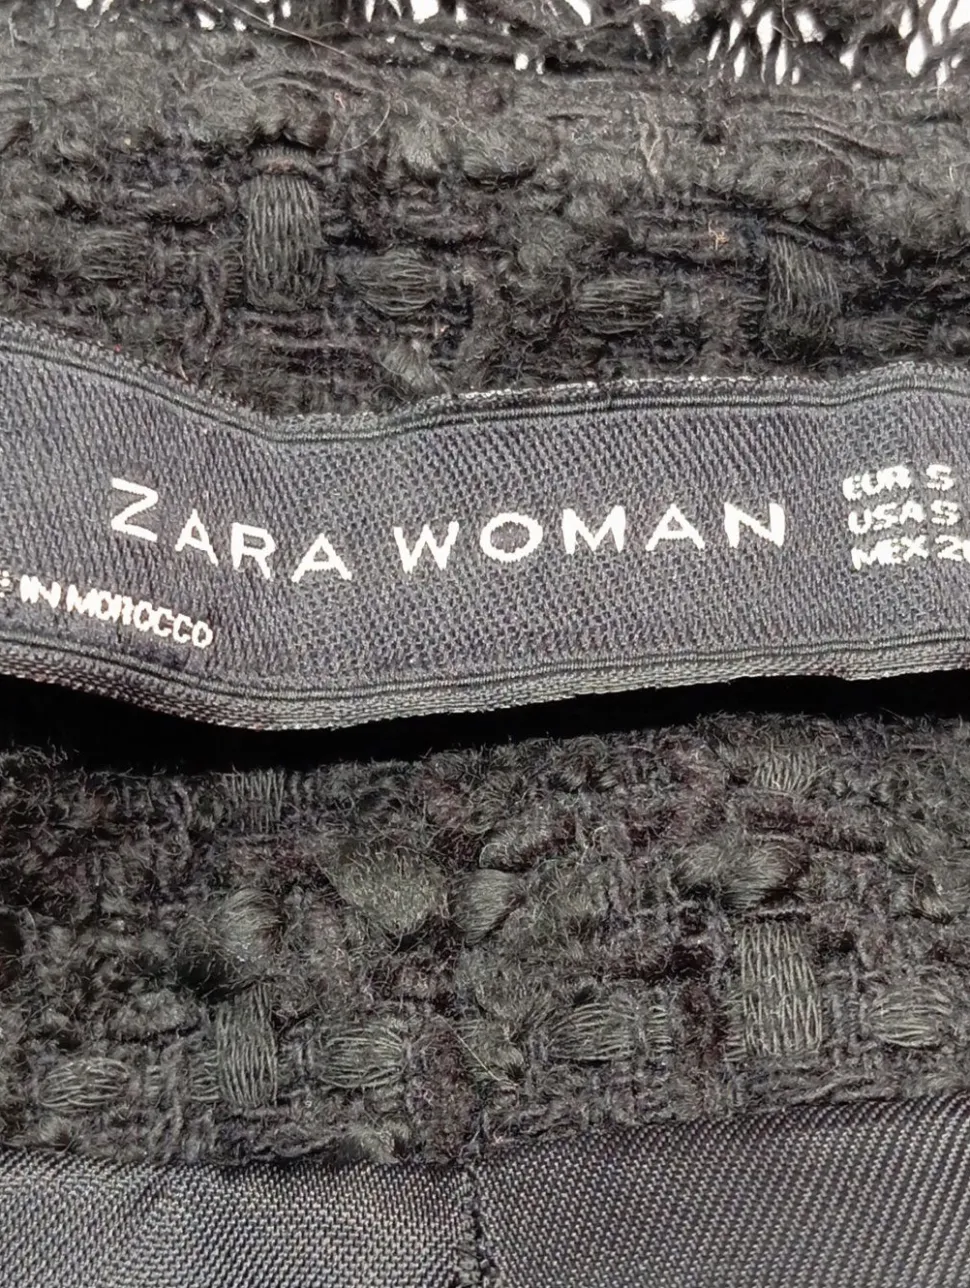 ZARA WOMAN
IN MOROCCO
EUR S
USA S
MEX